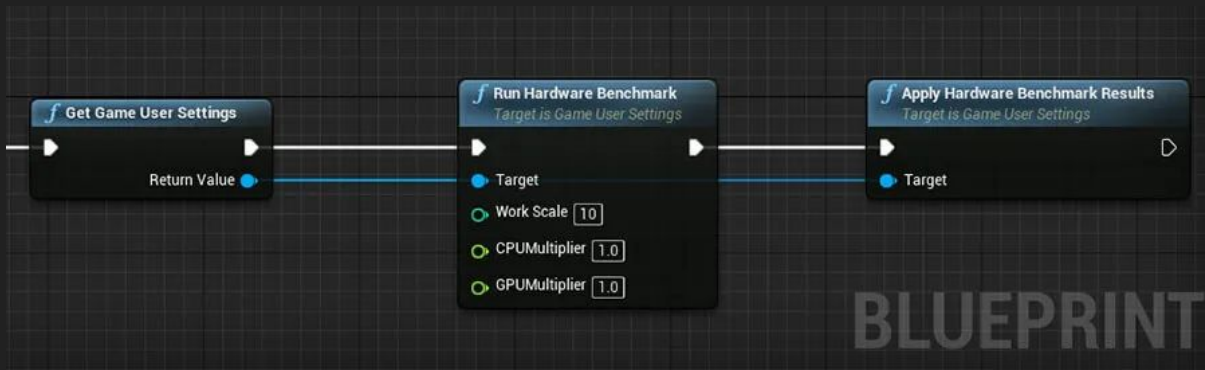 Get Game User Settings
Return Value
Run Hardware Benchmark
Target is Game User Settings
Target
Work Scale 10
CPUMultiplier 1.0
GPUMultiplier 1.0
Apply Hardware Benchmark Results
Target is Game User Settings
Target
BLUEPRINT